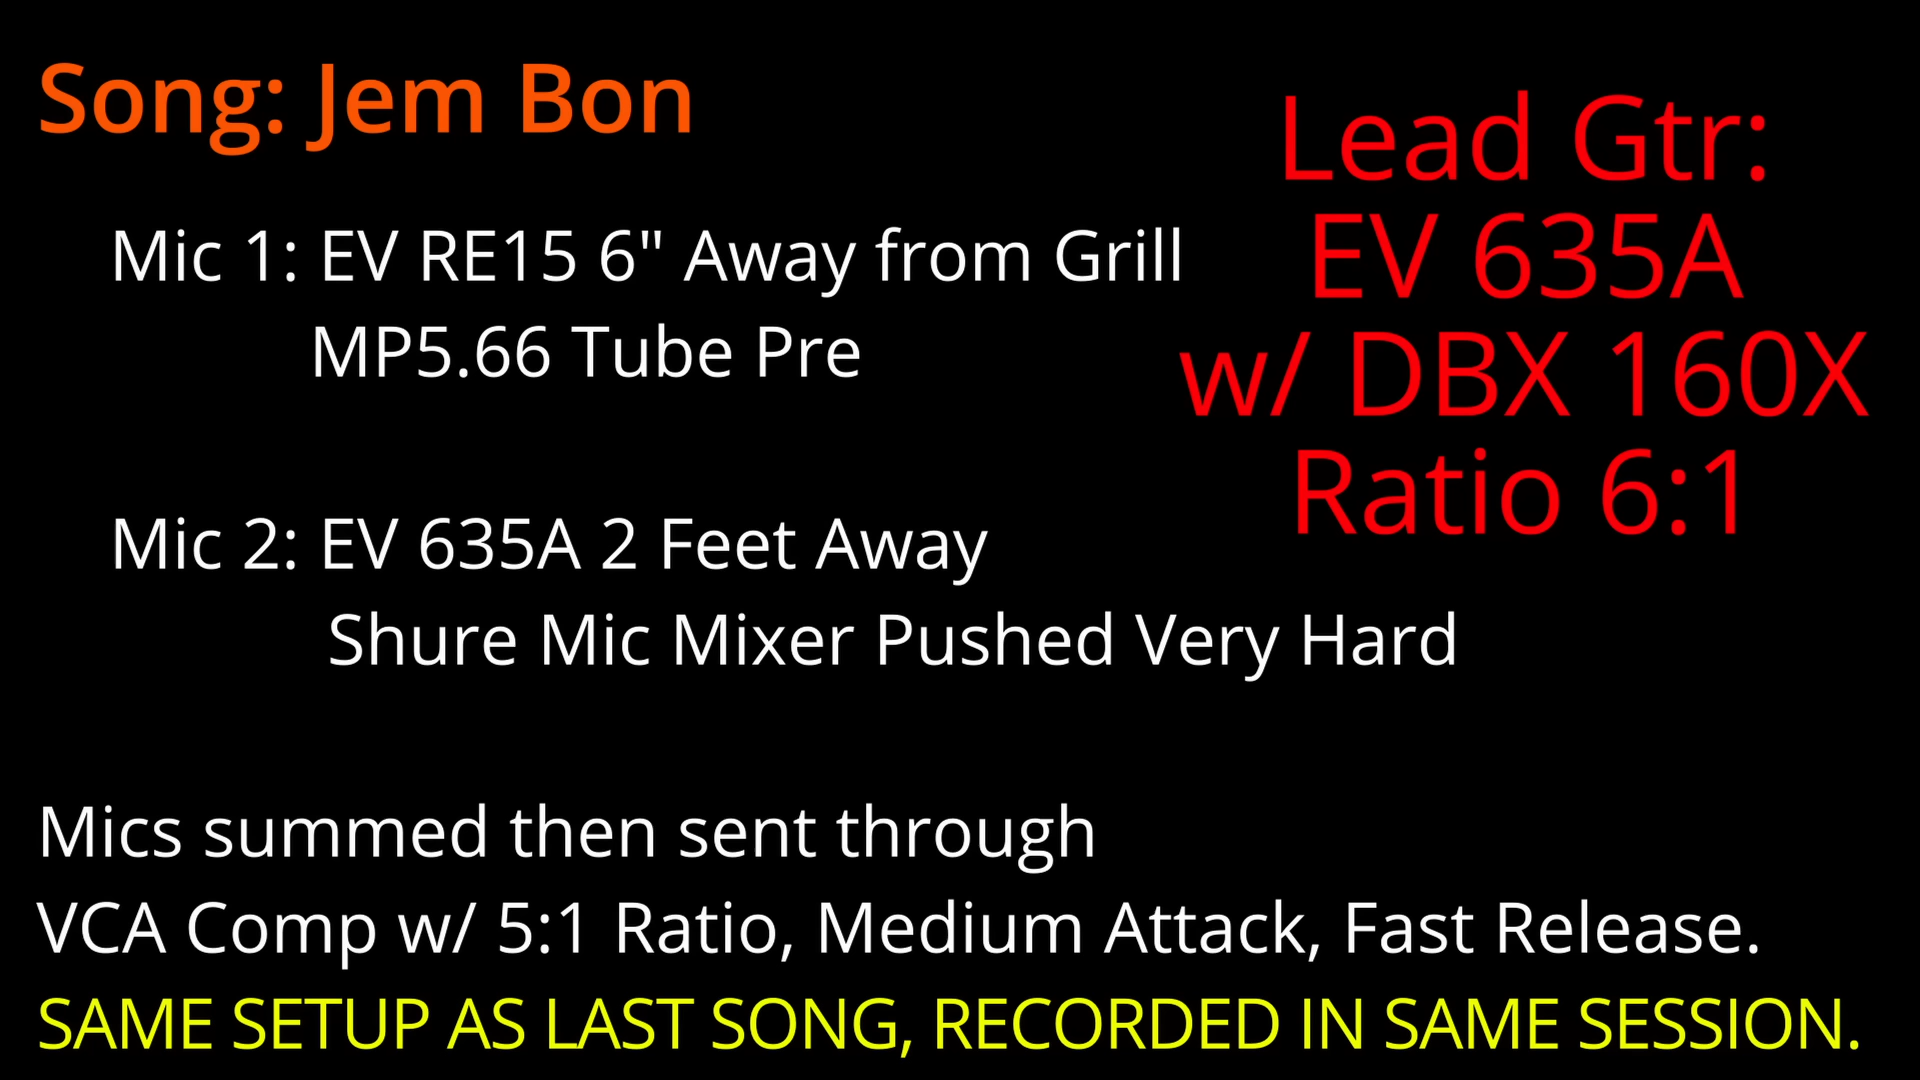 Song: Jem Bon
Mic 1: EV RE15 6" Away from Grill
MP5.66 Tube Pre
Mic 2: EV 635A 2 Feet Away
Shure Mic Mixer Pushed Very Hard
Lead Gtr:
EV 635A
w/ DBX 160X
Ratio 6:1
Mics summed then sent through
VCA Comp w/ 5:1 Ratio, Medium Attack, Fast Release.
SAME SETUP AS LAST SONG, RECORDED IN SAME SESSION.